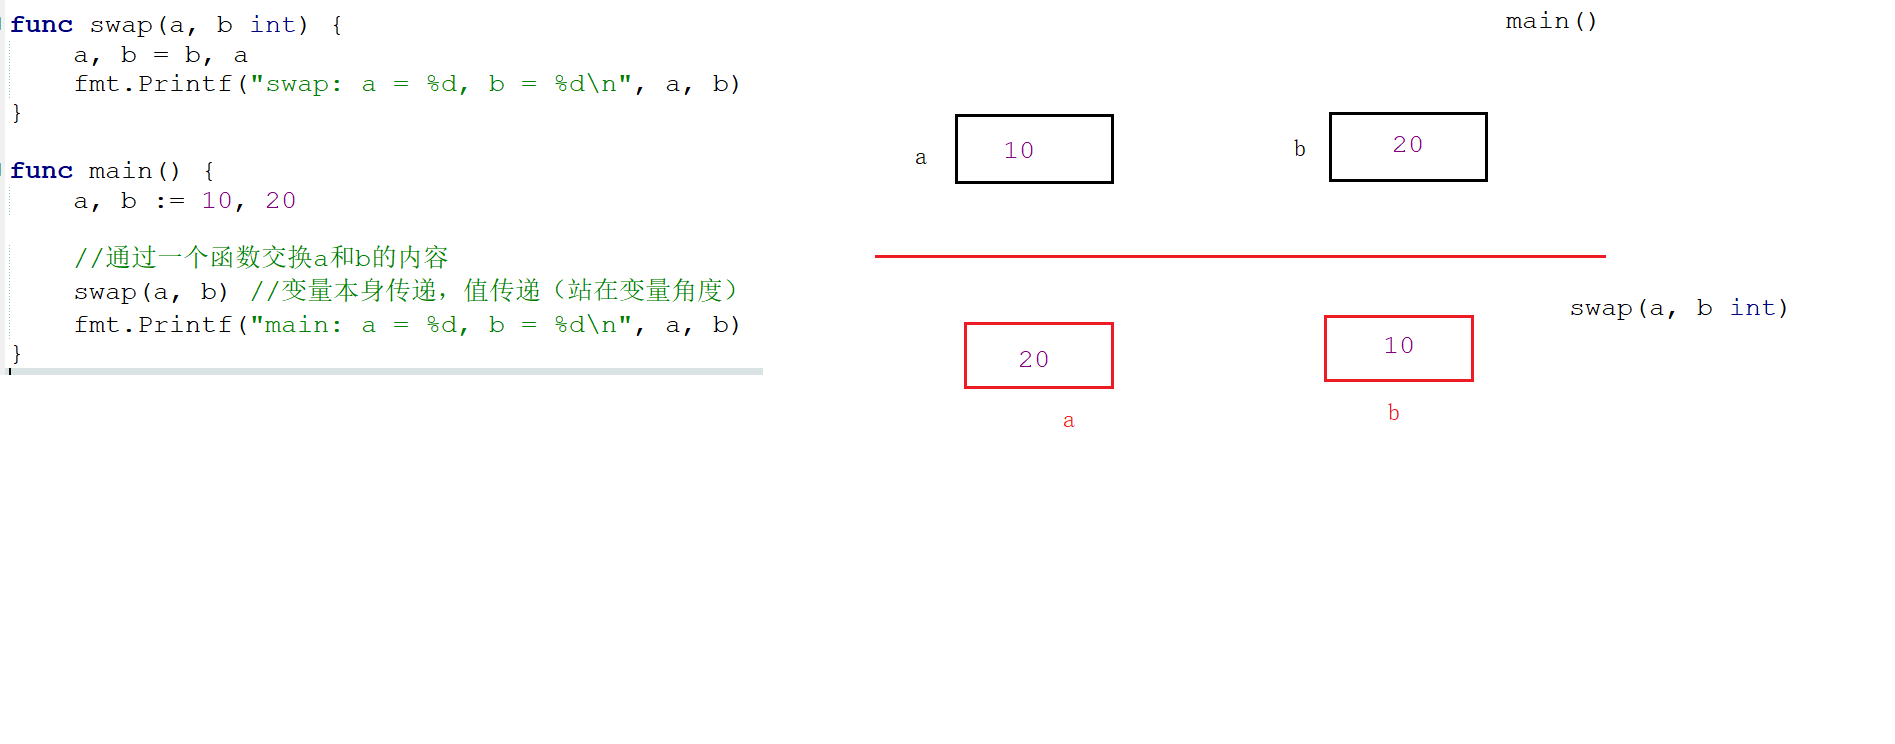 func swap(a, b int) {
    a, b = b, a
    fmt.Printf("swap: a = %d, b = %d\n", a, b)
}
func main() {
    a, b := 10, 20
    //通过一个函数交换a和b的内容
    swap(a, b) //变量本身传递，值传递（站在变量角度）
    fmt.Printf("main: a = %d, b = %d\n", a, b)
}
main()
a
10
b
20
swap(a, b int)
20
10
a
b